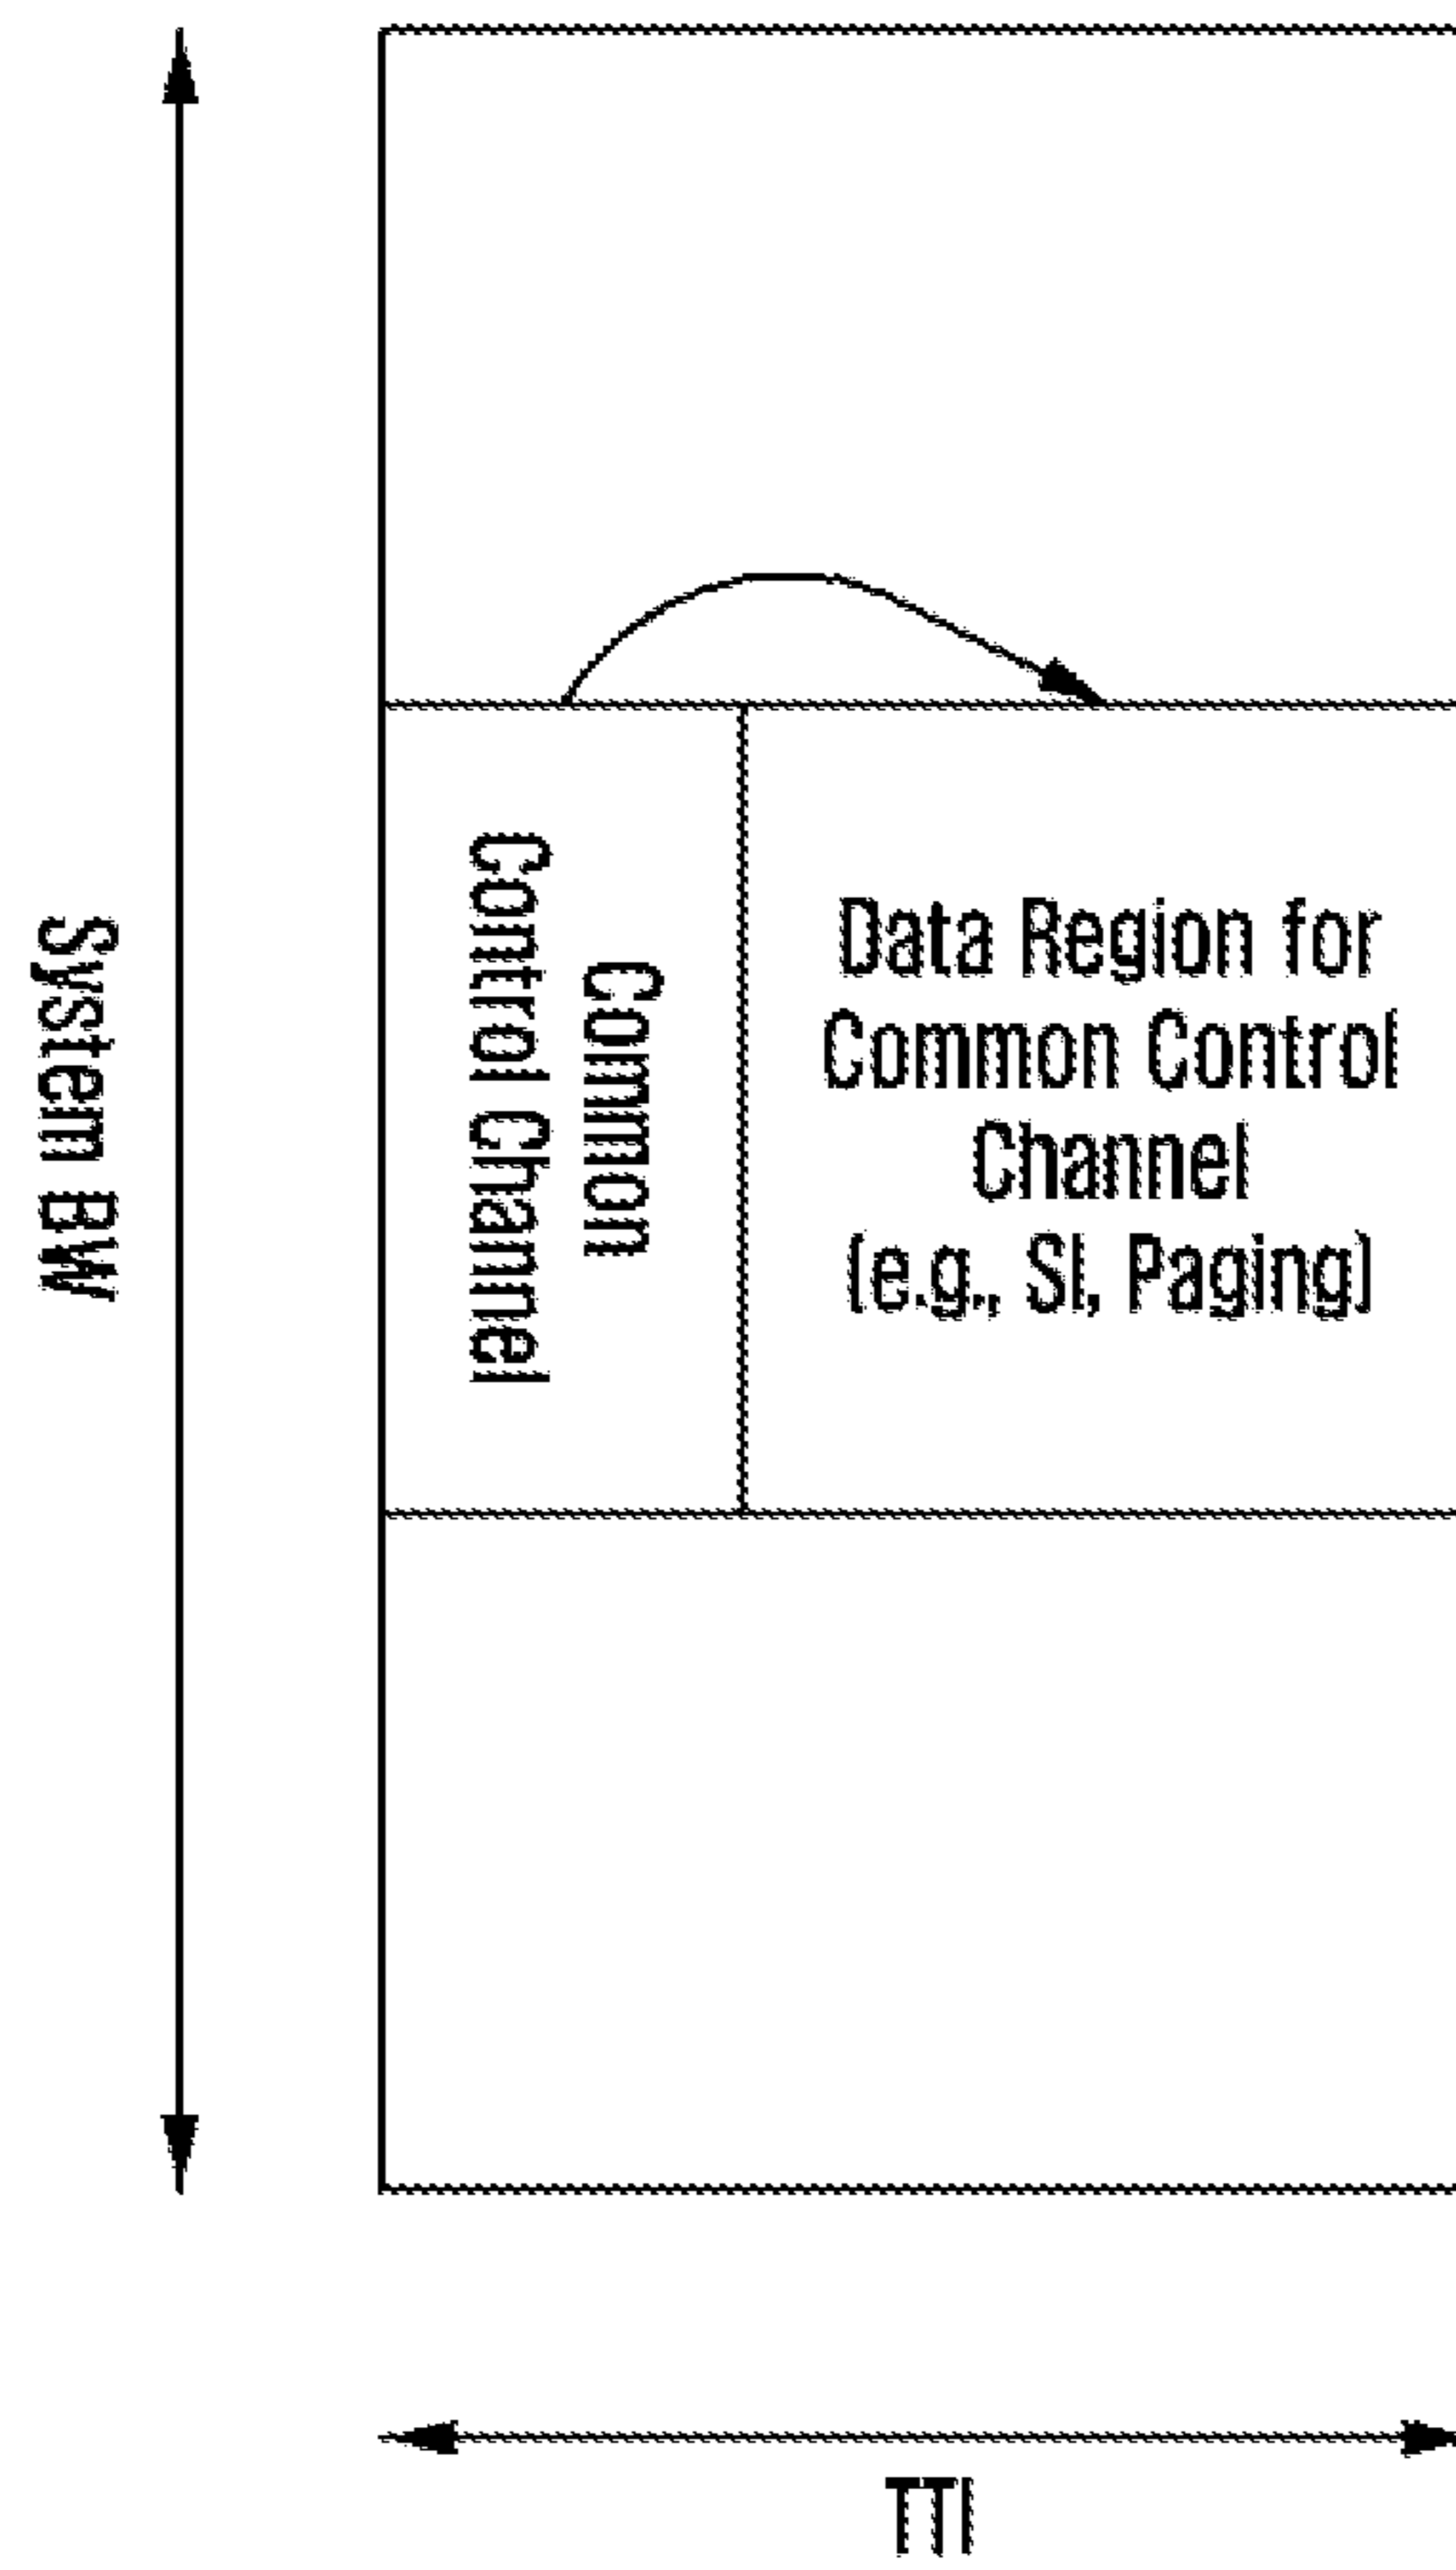 System BW
Common
Control Channel
Data Region for
Common Control
Channel
(e.g., SI, Paging)
TTI